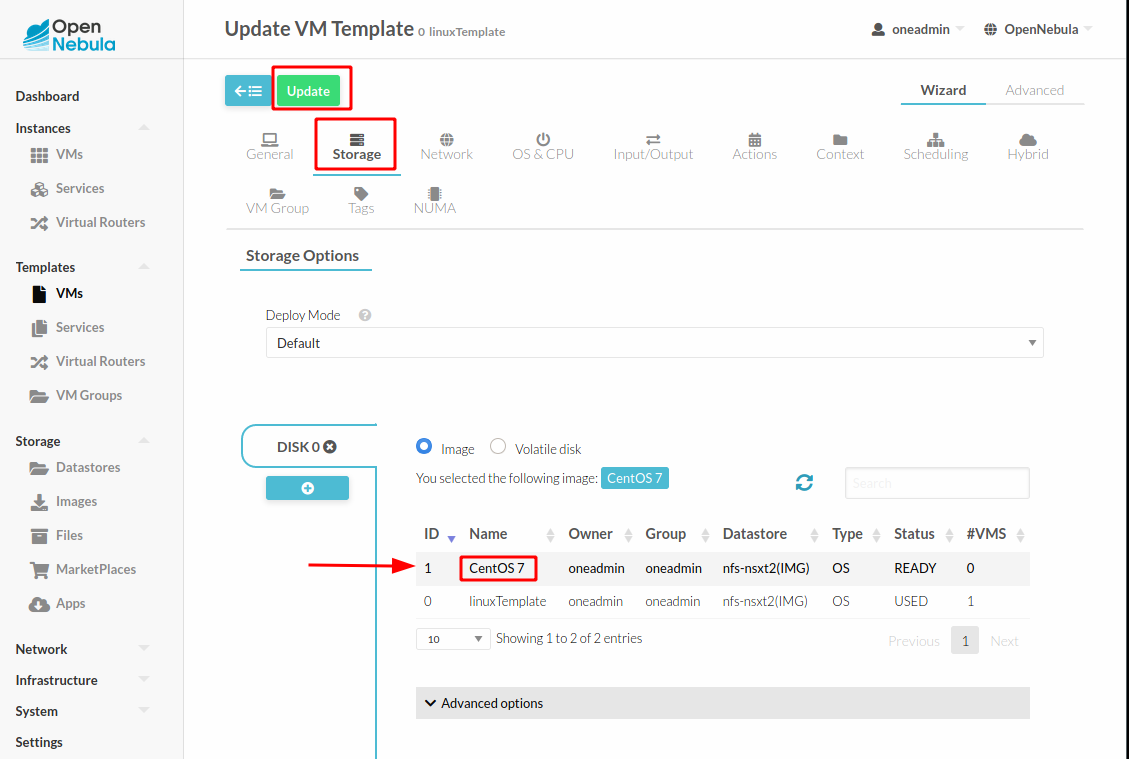 Open
Nebula
Update VM Template 0 linuxTemplate
oneadmin
OpenNebula
Dashboard
Instances
VMs
Services
Virtual Routers
Templates
VMs
Services
Virtual Routers
VM Groups
Storage
Datastores
Images
Files
MarketPlaces
Apps
Network
Infrastructure
System
Settings
Update
Wizard
Advanced
General
Storage
Network
OS & CPU
Input/Output
Actions
Context
Scheduling
Hybrid
VM Group
Tags
NUMA
Storage Options
Deploy Mode
Default
DISK 0
Image
Volatile disk
You selected the following image: CentOS 7
Search
ID Name Owner Group Datastore Type Status #VMS
1 CentOS 7 oneadmin oneadmin nfs-nsxt2(IMG) OS READY 0
0 linuxTemplate oneadmin oneadmin nfs-nsxt2(IMG) OS USED 1
10 Showing 1 to 2 of 2 entries
Previous 1 Next
Advanced options